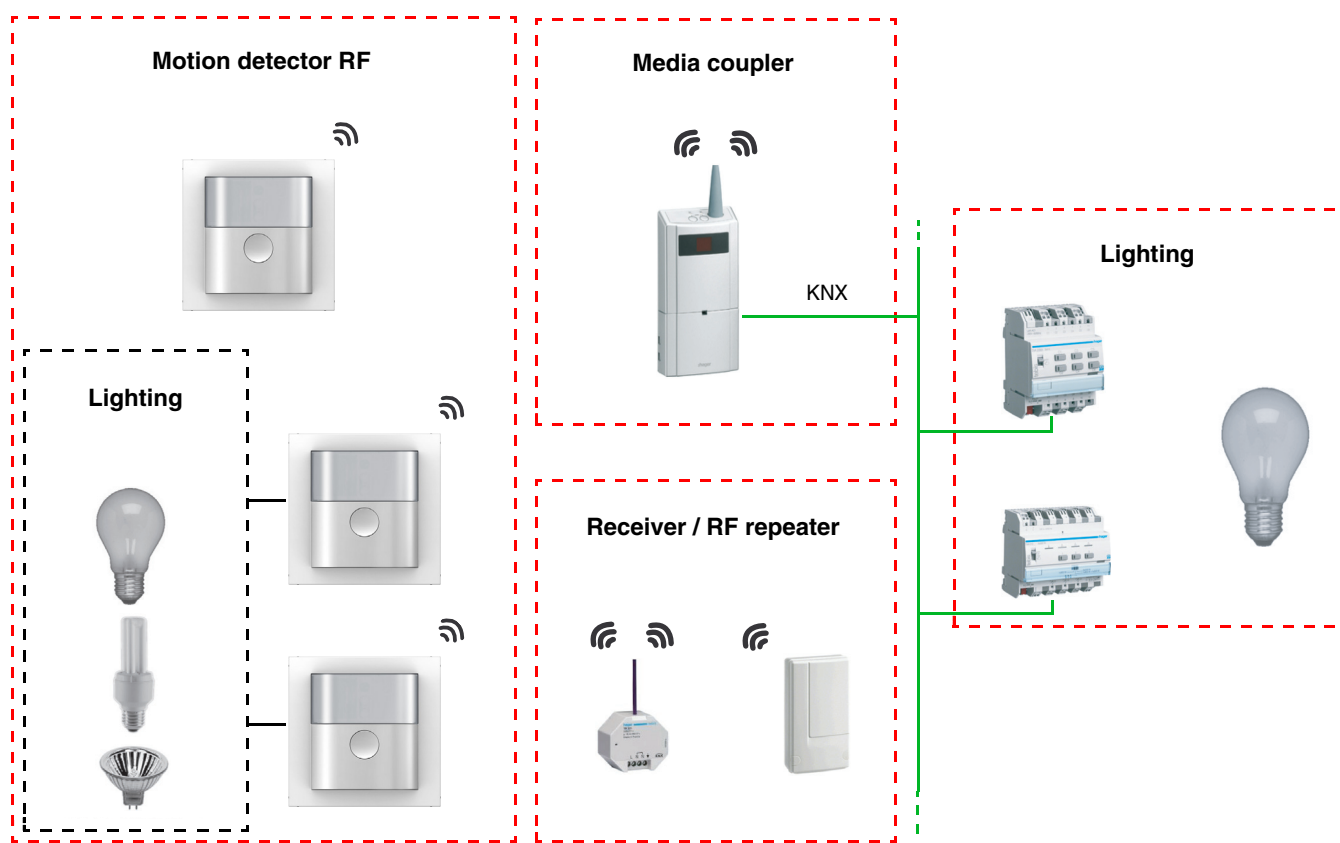 Motion detector RF
Media coupler
KNX
Lighting
Lighting
Receiver / RF repeater